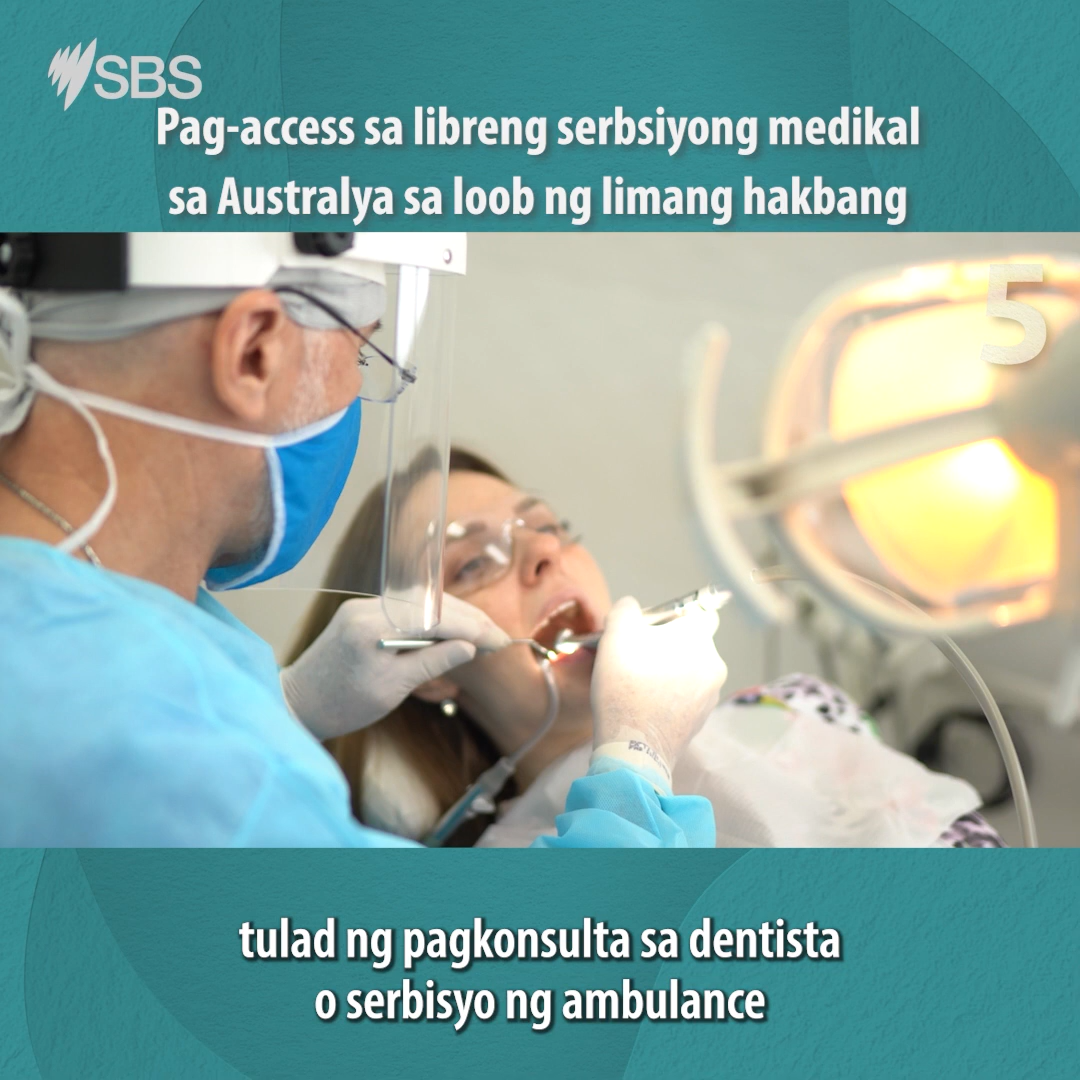 SBS
Pag-access sa libreng serbsiyong medikal
sa Australya sa loob ng limang hakbang
5
tulad ng pagkonsulta sa dentista
o serbisyo ng ambulance